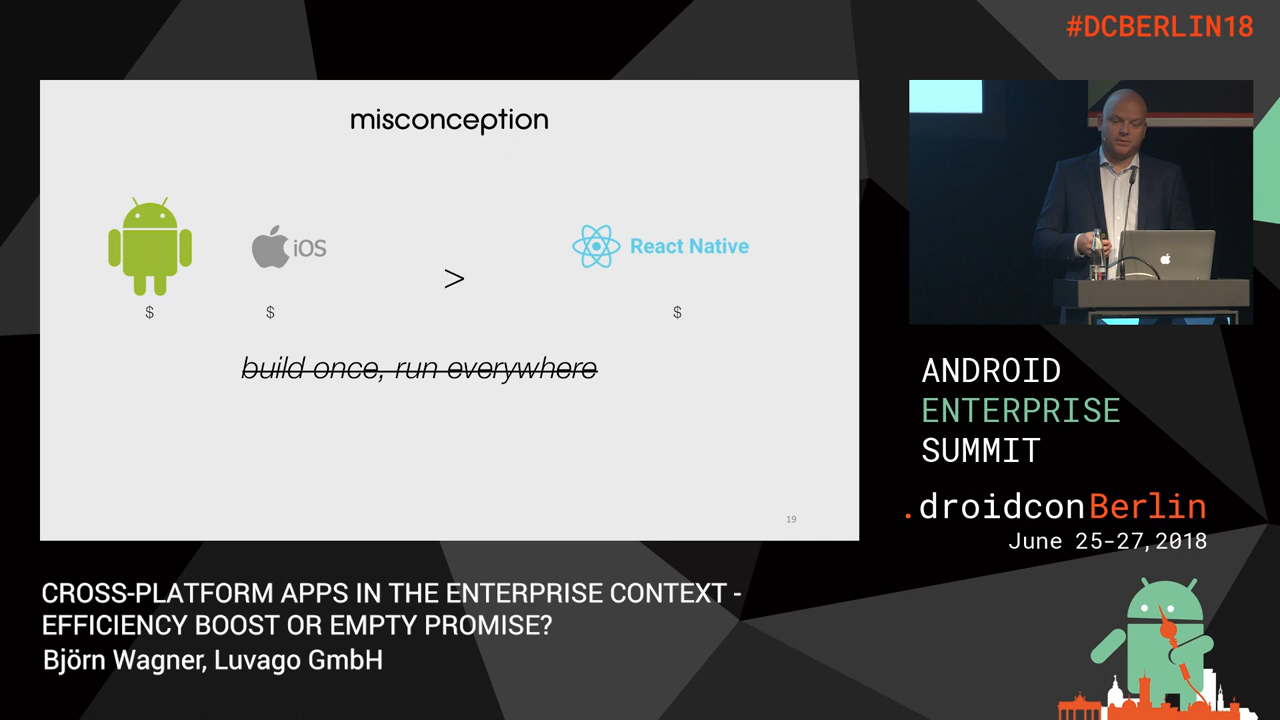 #DCBERLIN18
misconception
iOS
>
React Native
$ $ $
build once, run everywhere
19
ANDROID
ENTERPRISE
SUMMIT
.droidconBerlin
June 25-27, 2018
CROSS-PLATFORM APPS IN THE ENTERPRISE CONTEXT -
EFFICIENCY BOOST OR EMPTY PROMISE?
Björn Wagner, Luvago GmbH